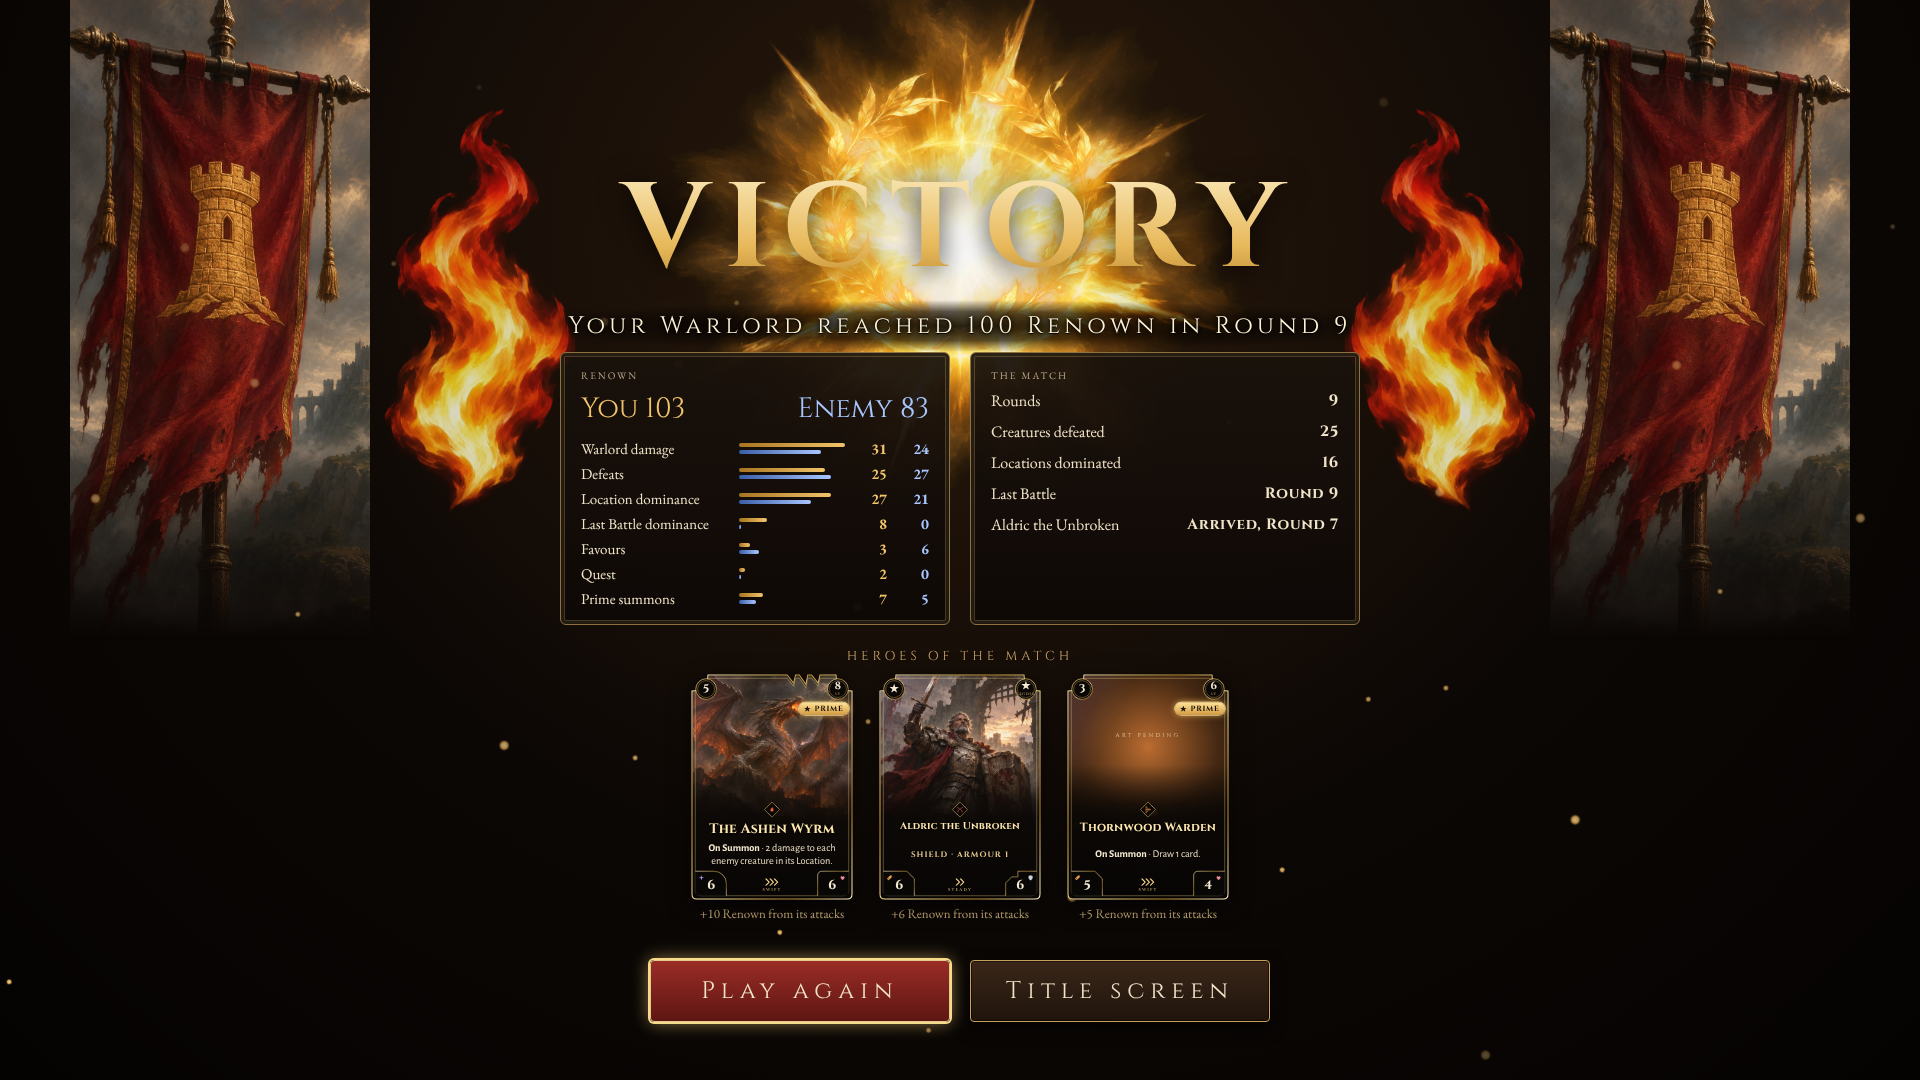 VICTORY
Your Warlord reached 100 Renown in Round 9
RENOWN
You 103 Enemy 83
Warlord damage 31 24
Defeats 25 27
Location dominance 27 21
Last Battle dominance 8 0
Favours 3 6
Quest 2 0
Prime summons 7 5
THE MATCH
Rounds 9
Creatures defeated 25
Locations dominated 16
Last Battle Round 9
Aldric the Unbroken Arrived, Round 7
HEROES OF THE MATCH
5 8
★ PRIME
The Ashen Wyrm
On Summon · 2 damage to each
enemy creature in its Location.
6 SWIFT 6
+10 Renown from its attacks
★ ★
Aldric the Unbroken
SHIELD · ARMOUR 1
6 STEADY 6
+6 Renown from its attacks
3 6
★ PRIME
ART PENDING
Thornwood Warden
On Summon · Draw 1 card.
5 SWIFT 4
+5 Renown from its attacks
Play again
Title screen